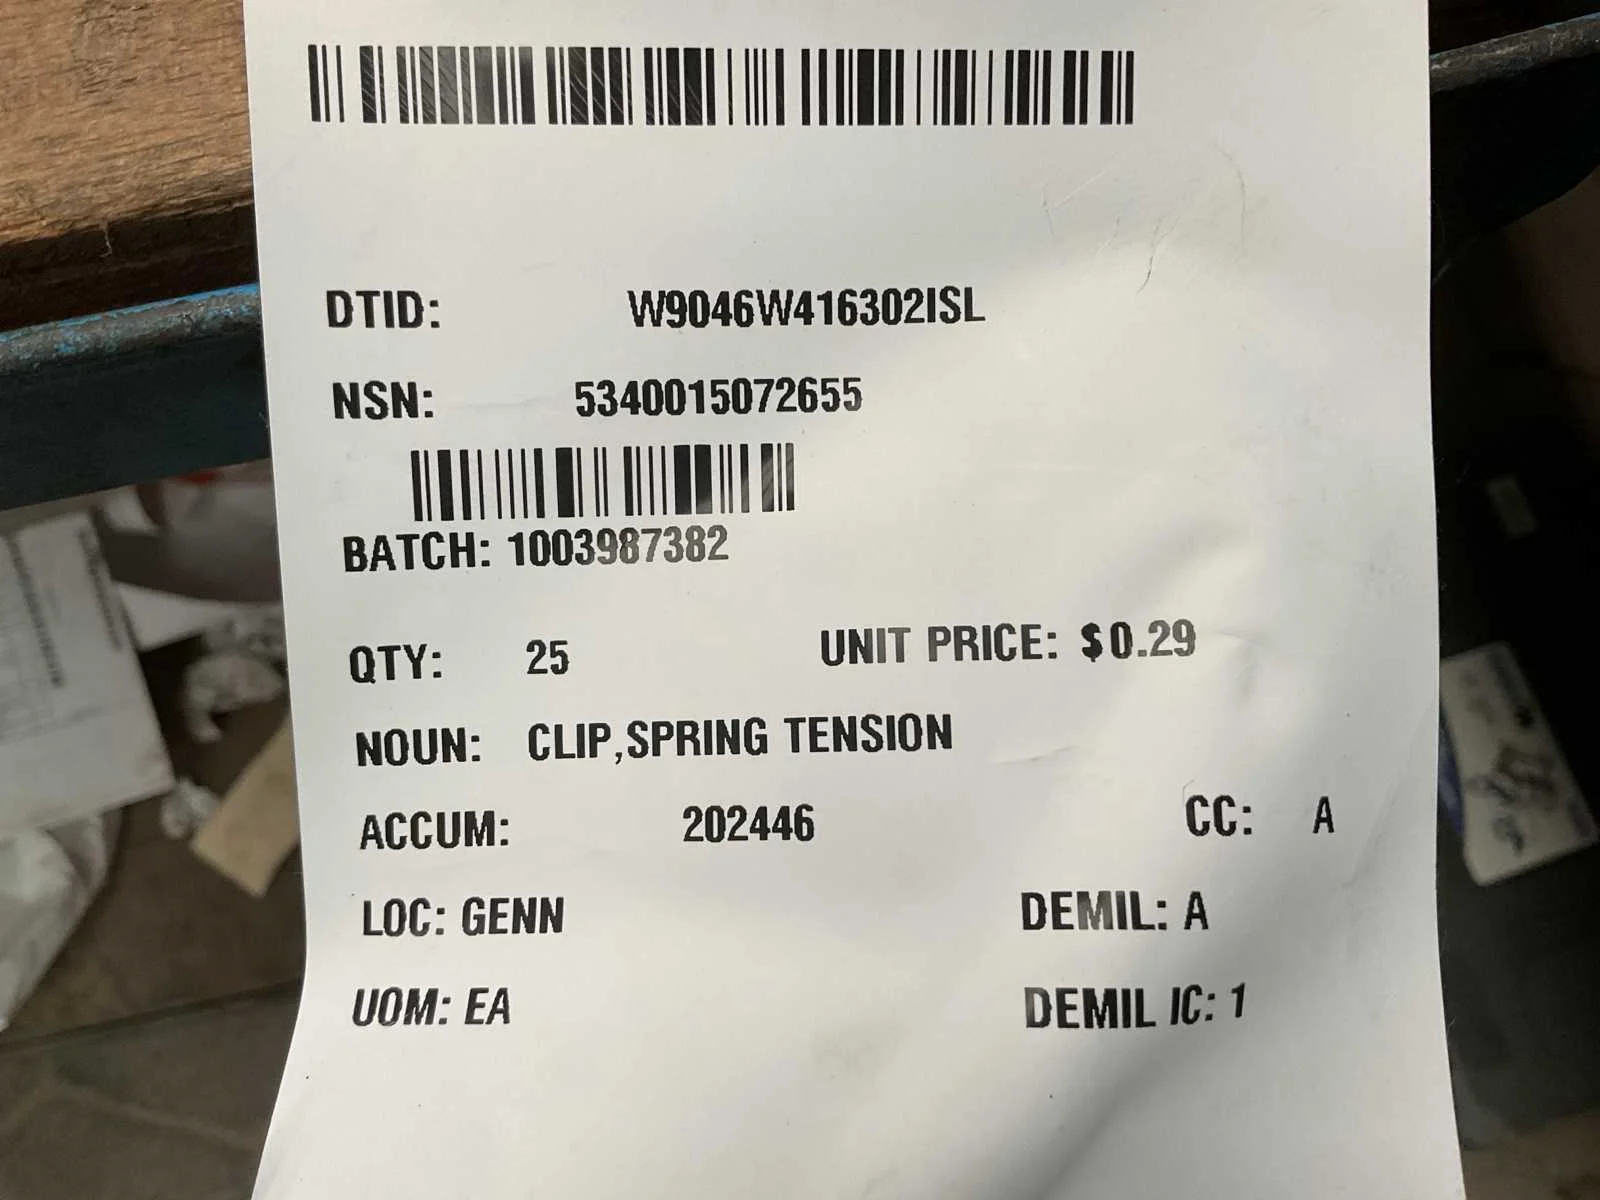 DTID: W9046W416302ISL
NSN: 5340015072655
BATCH: 1003987382
QTY: 25 UNIT PRICE: $0.29
NOUN: CLIP,SPRING TENSION
ACCUM: 202446 CC: A
LOC: GENN DEMIL: A
UOM: EA DEMIL IC: 1